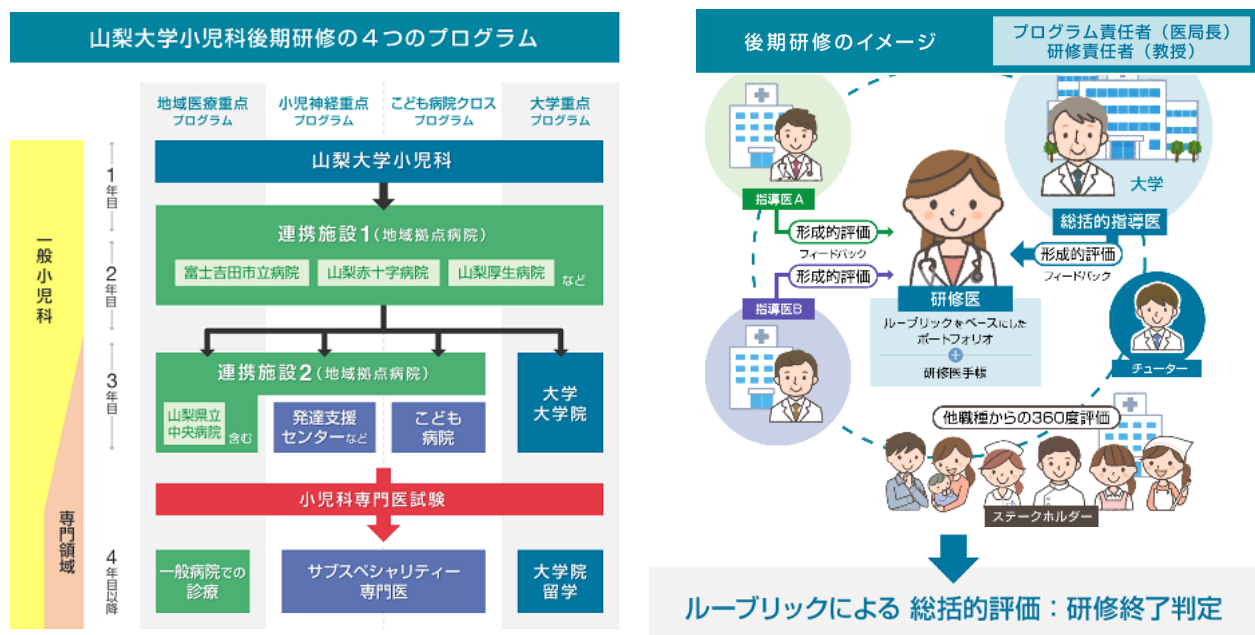 山梨大学小児科後期研修の4つのプログラム
地域医療重点
プログラム
小児神経重点
プログラム
こども病院クロス
プログラム
大学重点
プログラム
一般小児科
専門領域
1年目
2年目
3年目
4年目以降
山梨大学小児科
連携施設1(地域拠点病院)
富士吉田市立病院
山梨赤十字病院
山梨厚生病院
など
連携施設2(地域拠点病院)
山梨県立
中央病院
含む
発達支援
センターなど
こども
病院
大学
大学院
小児科専門医試験
一般病院での
診療
サブスペシャリティー
専門医
大学院
留学
後期研修のイメージ
プログラム責任者(医局長)
研修責任者(教授)
大学
指導医A
総括的指導医
形成的評価
フィードバック
形成的評価
フィードバック
形成的評価
指導医B
研修医
ルーブリックをベースにした
ポートフォリオ
+
研修医手帳
チューター
他職種からの360度評価
ステークホルダー
ルーブリックによる 総括的評価:研修終了判定